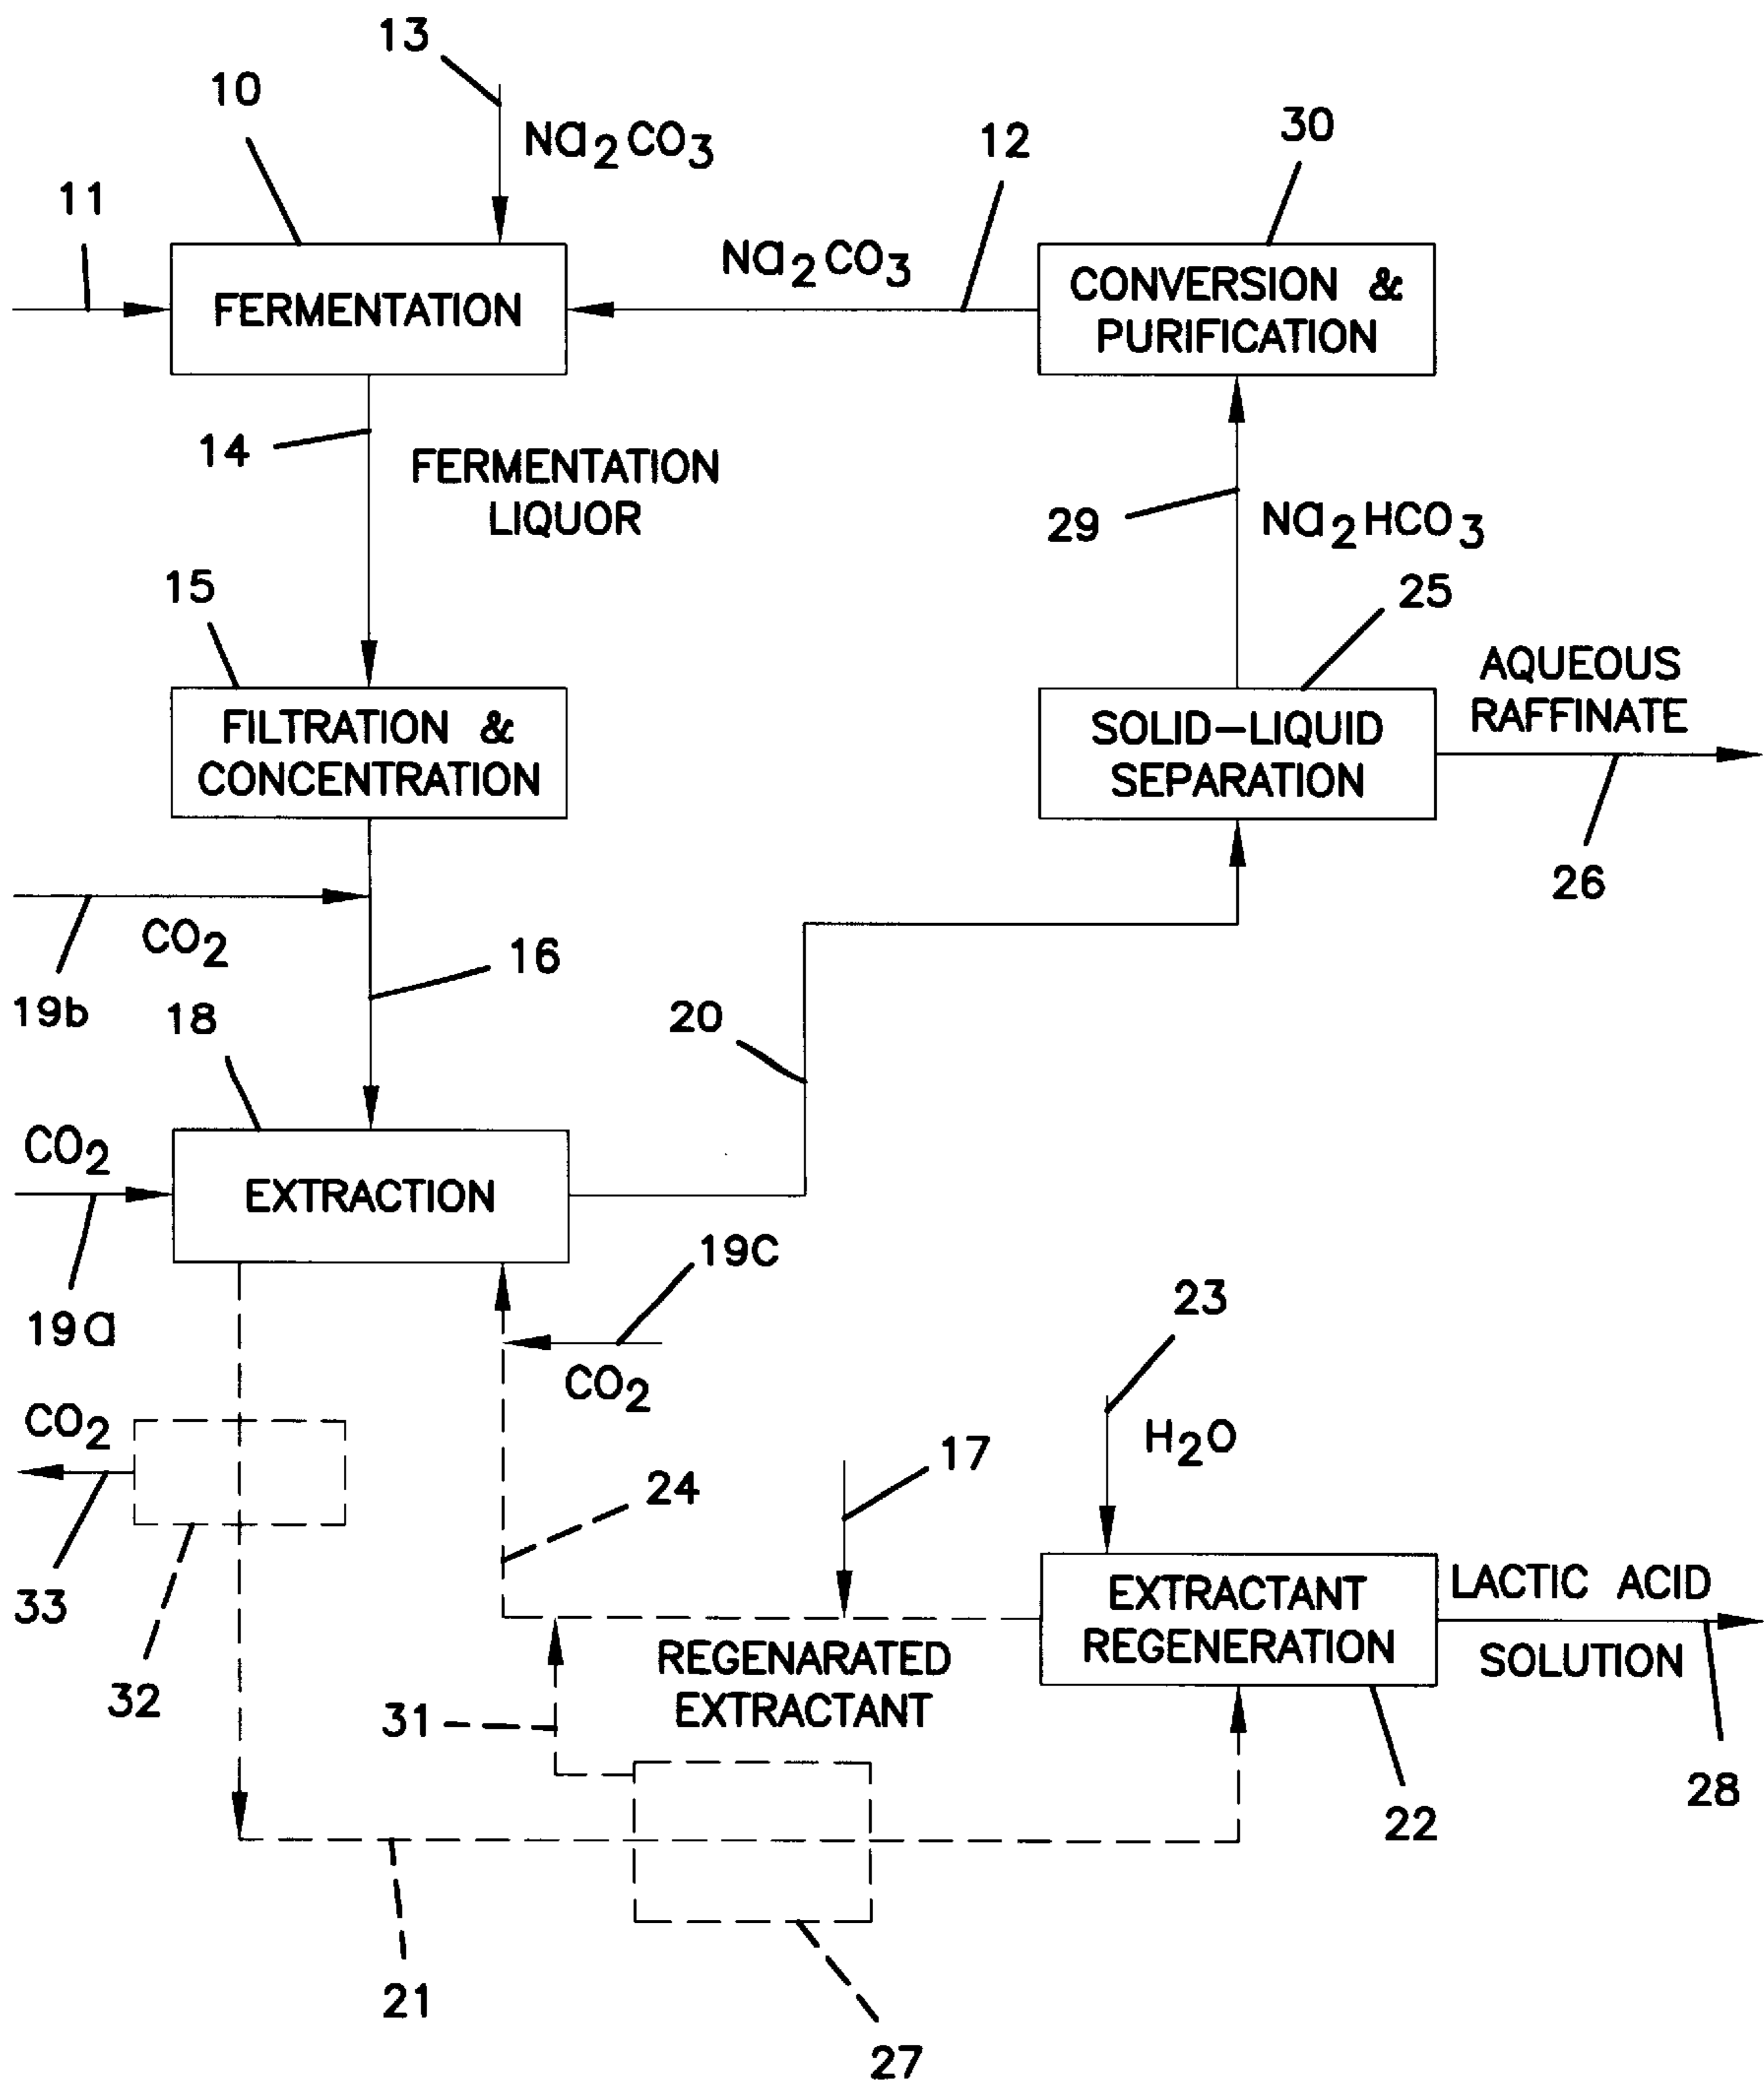 13
10
Na2CO3
12
30
11
Na2CO3
FERMENTATION
CONVERSION &
PURIFICATION
14
FERMENTATION
LIQUOR
29
Na2HCO3
15
25
AQUEOUS
RAFFINATE
FILTRATION &
CONCENTRATION
SOLID-LIQUID
SEPARATION
26
CO2
16
19b
18
20
CO2
EXTRACTION
19C
19a
23
CO2
CO2
H2O
17
24
33
EXTRACTANT
REGENERATION
LACTIC ACID
SOLUTION
32
REGENARATED
EXTRACTANT
31
28
22
21
27